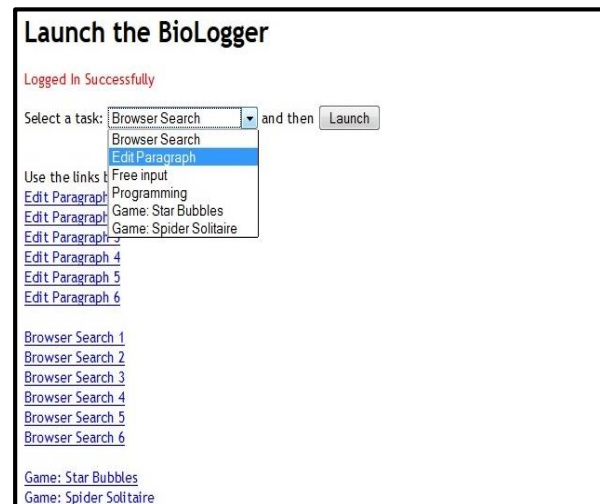 Launch the BioLogger
Logged In Successfully
Select a task: Browser Search and then Launch
Browser Search
Edit Paragraph
Free input
Programming
Game: Star Bubbles
Game: Spider Solitaire
Use the links
Edit Paragraph
Edit Paragraph
Edit Paragraph 3
Edit Paragraph 4
Edit Paragraph 5
Edit Paragraph 6
Browser Search 1
Browser Search 2
Browser Search 3
Browser Search 4
Browser Search 5
Browser Search 6
Game: Star Bubbles
Game: Spider Solitaire